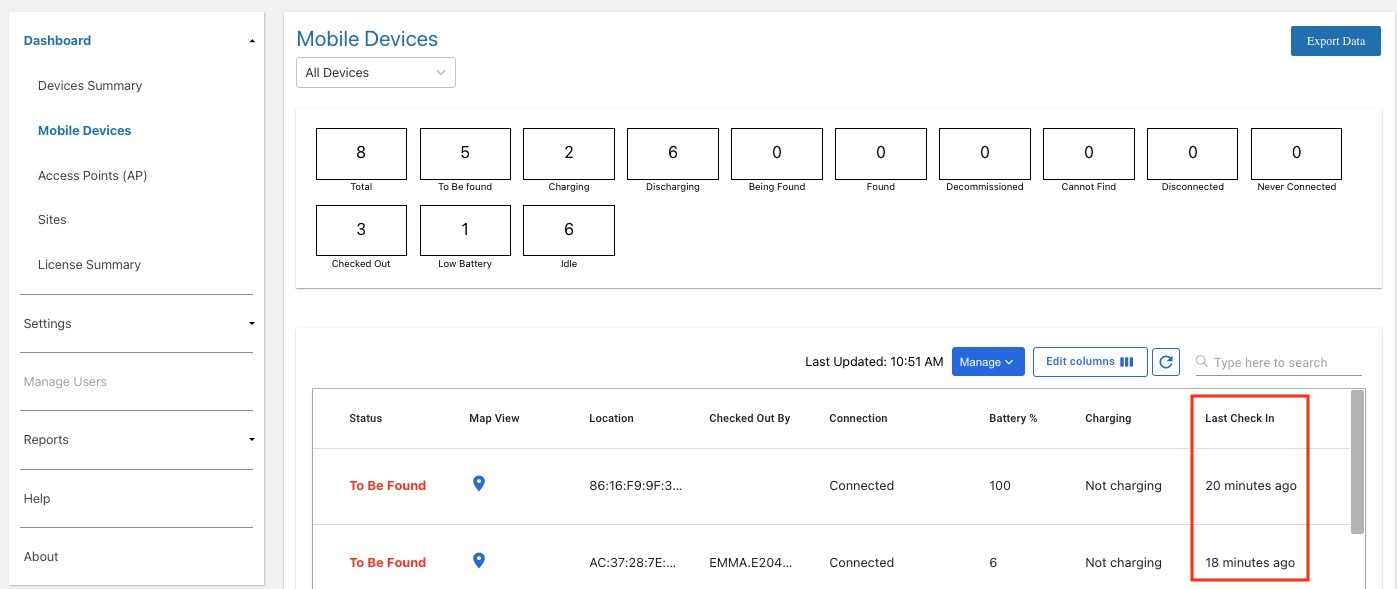 Dashboard
Devices Summary
Mobile Devices
Access Points (AP)
Sites
License Summary
Settings
Manage Users
Reports
Help
About
Mobile Devices
Export Data
All Devices
8 5 2 6 0 0 0 0 0 0
Total To Be found Charging Discharging Being Found Found Decommissioned Cannot Find Disconnected Never Connected
3 1 6
Checked Out Low Battery Idle
Last Updated: 10:51 AM Manage Edit columns Type here to search
Status Map View Location Checked Out By Connection Battery % Charging Last Check In
To Be Found 86:16:F9:9F:3... Connected 100 Not charging 20 minutes ago
To Be Found AC:37:28:7E:... EMMA.E204... Connected 6 Not charging 18 minutes ago